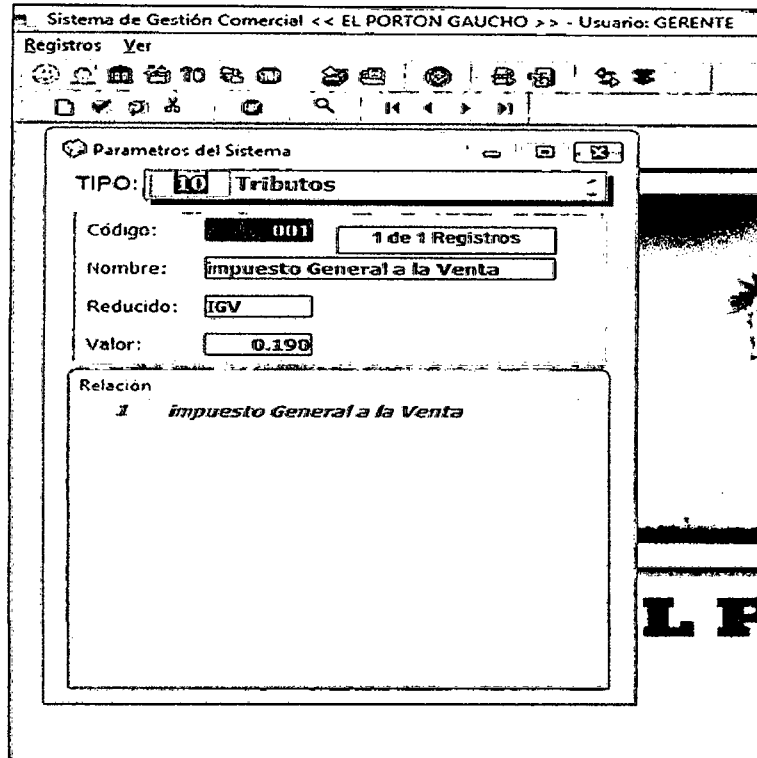 Sistema de Gestión Comercial << EL PORTON GAUCHO >> - Usuario: GERENTE
Registros Ver
Parametros del Sistema
TIPO: 10 Tributos
Código: 001 1 de 1 Registros
Nombre: impuesto General a la Venta
Reducido: IGV
Valor: 0.190
Relación
1 impuesto General a la Venta
L P